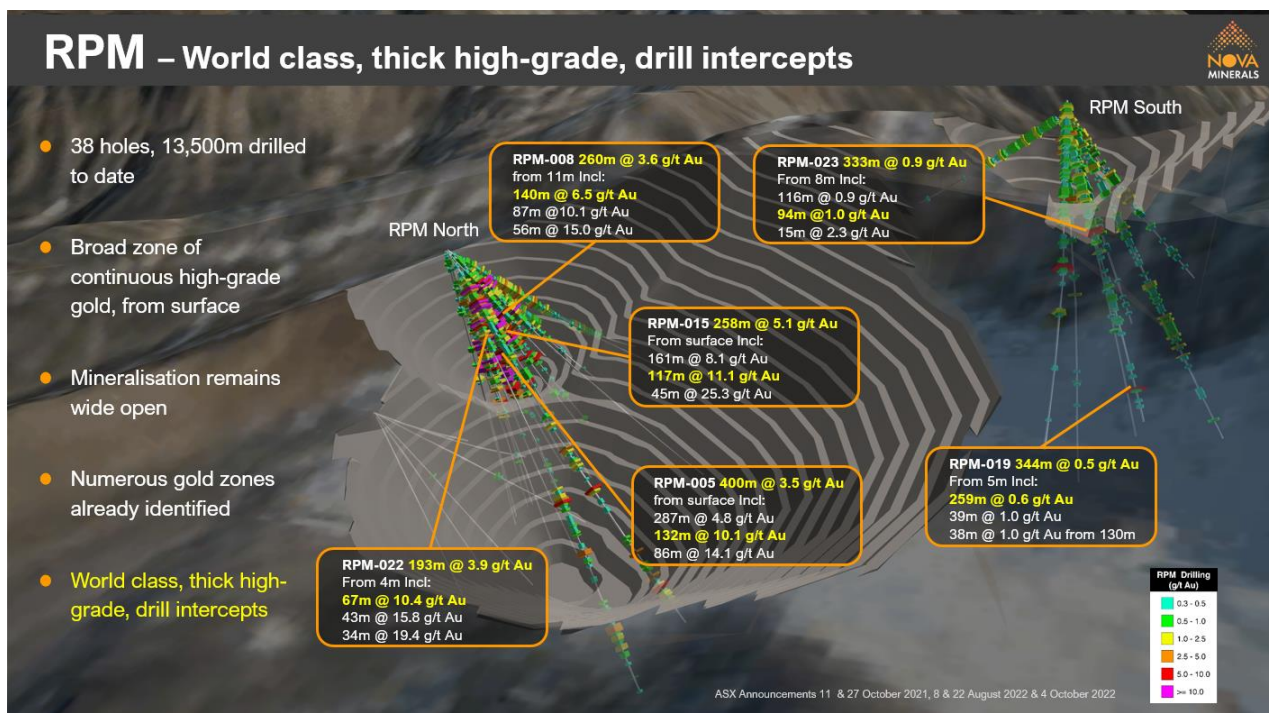 RPM – World class, thick high-grade, drill intercepts
NOVA
MINERALS
38 holes, 13,500m drilled
to date
Broad zone of
continuous high-grade
gold, from surface
Mineralisation remains
wide open
Numerous gold zones
already identified
World class, thick high-
grade, drill intercepts
RPM North
RPM-008 260m @ 3.6 g/t Au
from 11m Incl:
140m @ 6.5 g/t Au
87m @10.1 g/t Au
56m @ 15.0 g/t Au
RPM South
RPM-023 333m @ 0.9 g/t Au
From 8m Incl:
116m @ 0.9 g/t Au
94m @1.0 g/t Au
15m @ 2.3 g/t Au
RPM-015 258m @ 5.1 g/t Au
From surface Incl:
161m @ 8.1 g/t Au
117m @ 11.1 g/t Au
45m @ 25.3 g/t Au
RPM-005 400m @ 3.5 g/t Au
from surface Incl:
287m @ 4.8 g/t Au
132m @ 10.1 g/t Au
86m @ 14.1 g/t Au
RPM-019 344m @ 0.5 g/t Au
From 5m Incl:
259m @ 0.6 g/t Au
39m @ 1.0 g/t Au
38m @ 1.0 g/t Au from 130m
RPM-022 193m @ 3.9 g/t Au
From 4m Incl:
67m @ 10.4 g/t Au
43m @ 15.8 g/t Au
34m @ 19.4 g/t Au
RPM Drilling
(g/t Au)
0.3 - 0.5
0.5 - 1.0
1.0 - 2.5
2.5 - 5.0
5.0 - 10.0
>= 10.0
ASX Announcements 11 & 27 October 2021, 8 & 22 August 2022 & 4 October 2022